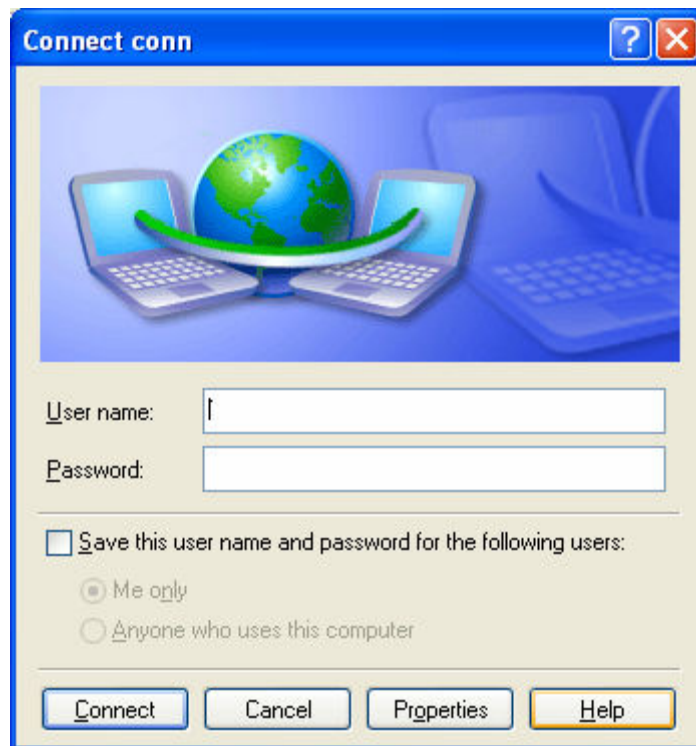 Connect conn
User name:
Password:
Save this user name and password for the following users:
Me only
Anyone who uses this computer
Connect Cancel Properties Help